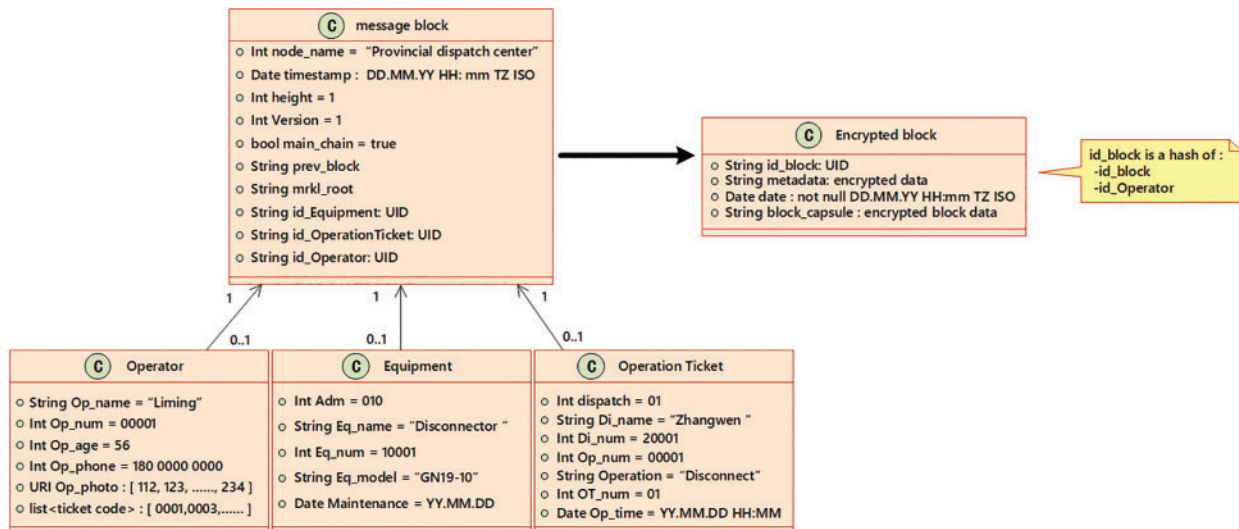 C message block
Int node_name = “Provincial dispatch center”
Date timestamp : DD.MM.YY HH: mm TZ ISO
Int height = 1
Int Version = 1
bool main_chain = true
String prev_block
String mrkl_root
String id_Equipment: UID
String id_OperationTicket: UID
String id_Operator: UID
C Encrypted block
String id_block: UID
String metadata: encrypted data
Date date : not null DD.MM.YY HH:mm TZ ISO
String block_capsule : encrypted block data
id_block is a hash of :
-id_block
-id_Operator
1
1
1
0..1
0..1
0..1
C Operator
String Op_name = “Liming”
Int Op_num = 00001
Int Op_age = 56
Int Op_phone = 180 0000 0000
URI Op_photo : [ 112, 123, ......, 234 ]
list<ticket code> : [ 0001,0003,...... ]
C Equipment
Int Adm = 010
String Eq_name = “Disconnector ”
Int Eq_num = 10001
String Eq_model = “GN19-10”
Date Maintenance = YY.MM.DD
C Operation Ticket
Int dispatch = 01
String Di_name = “Zhangwen ”
Int Di_num = 20001
Int Op_num = 00001
String Operation = “Disconnect”
Int OT_num = 01
Date Op_time = YY.MM.DD HH:MM